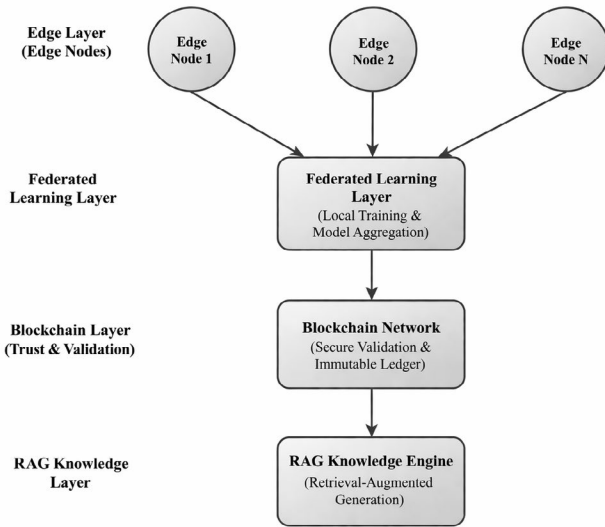 Edge Layer
(Edge Nodes)
Edge
Node 1
Edge
Node 2
Edge
Node N
Federated
Learning Layer
Federated Learning
Layer
(Local Training &
Model Aggregation)
Blockchain Layer
(Trust & Validation)
Blockchain Network
(Secure Validation &
Immutable Ledger)
RAG Knowledge
Layer
RAG Knowledge Engine
(Retrieval-Augmented
Generation)